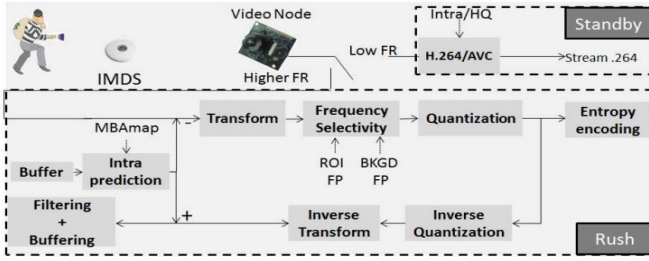 Video Node
Intra/HQ
Standby
IMDS
Low FR
H.264/AVC
Stream .264
Higher FR
MBAmap
-
Transform
Frequency
Selectivity
Quantization
Entropy
encoding
Buffer
Intra
prediction
ROI
FP
BKGD
FP
Filtering
+
Buffering
+
Inverse
Transform
Inverse
Quantization
Rush